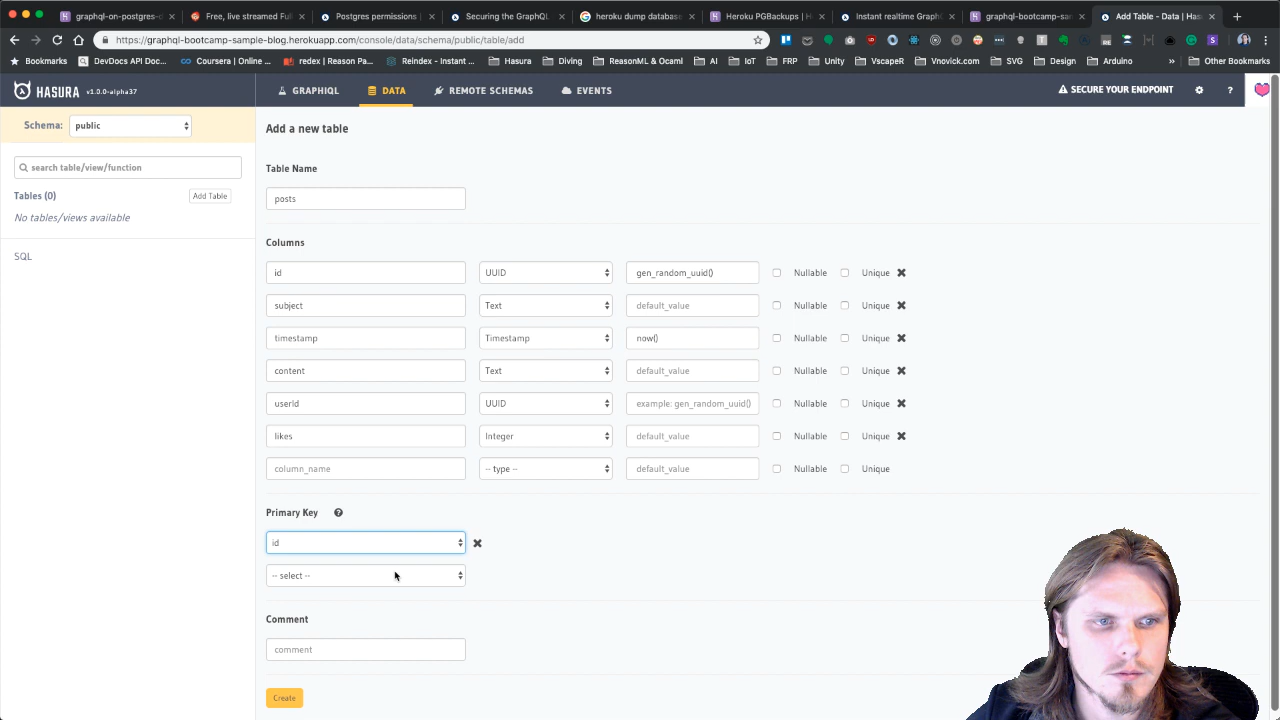 graphql-on-postgres-
Free, live streamed Full
Postgres permissions
Securing the GraphQL
heroku dump database
Heroku PGBackups | H
Instant realtime Graph
graphql-bootcamp-sam
Add Table - Data | Has
https://graphql-bootcamp-sample-blog.herokuapp.com/console/data/schema/public/table/add
Bookmarks DevDocs API Doc... Coursera | Online ... redex | Reason Pa... Reindex - Instant ... Hasura Diving ReasonML & Ocaml AI IoT FRP Unity VscapeR Vnovick.com SVG Design Arduino » Other Bookmarks
HASURA v1.0.0-alpha37 GRAPHIQL DATA REMOTE SCHEMAS EVENTS SECURE YOUR ENDPOINT ?
Schema: public
search table/view/function
Tables (0) Add Table
No tables/views available
SQL
Add a new table
Table Name
posts
Columns
id UUID gen_random_uuid() Nullable Unique
subject Text default_value Nullable Unique
timestamp Timestamp now() Nullable Unique
content Text default_value Nullable Unique
userId UUID example: gen_random_uuid() Nullable Unique
likes Integer default_value Nullable Unique
column_name -- type -- default_value Nullable Unique
Primary Key
id
-- select --
Comment
comment
Create